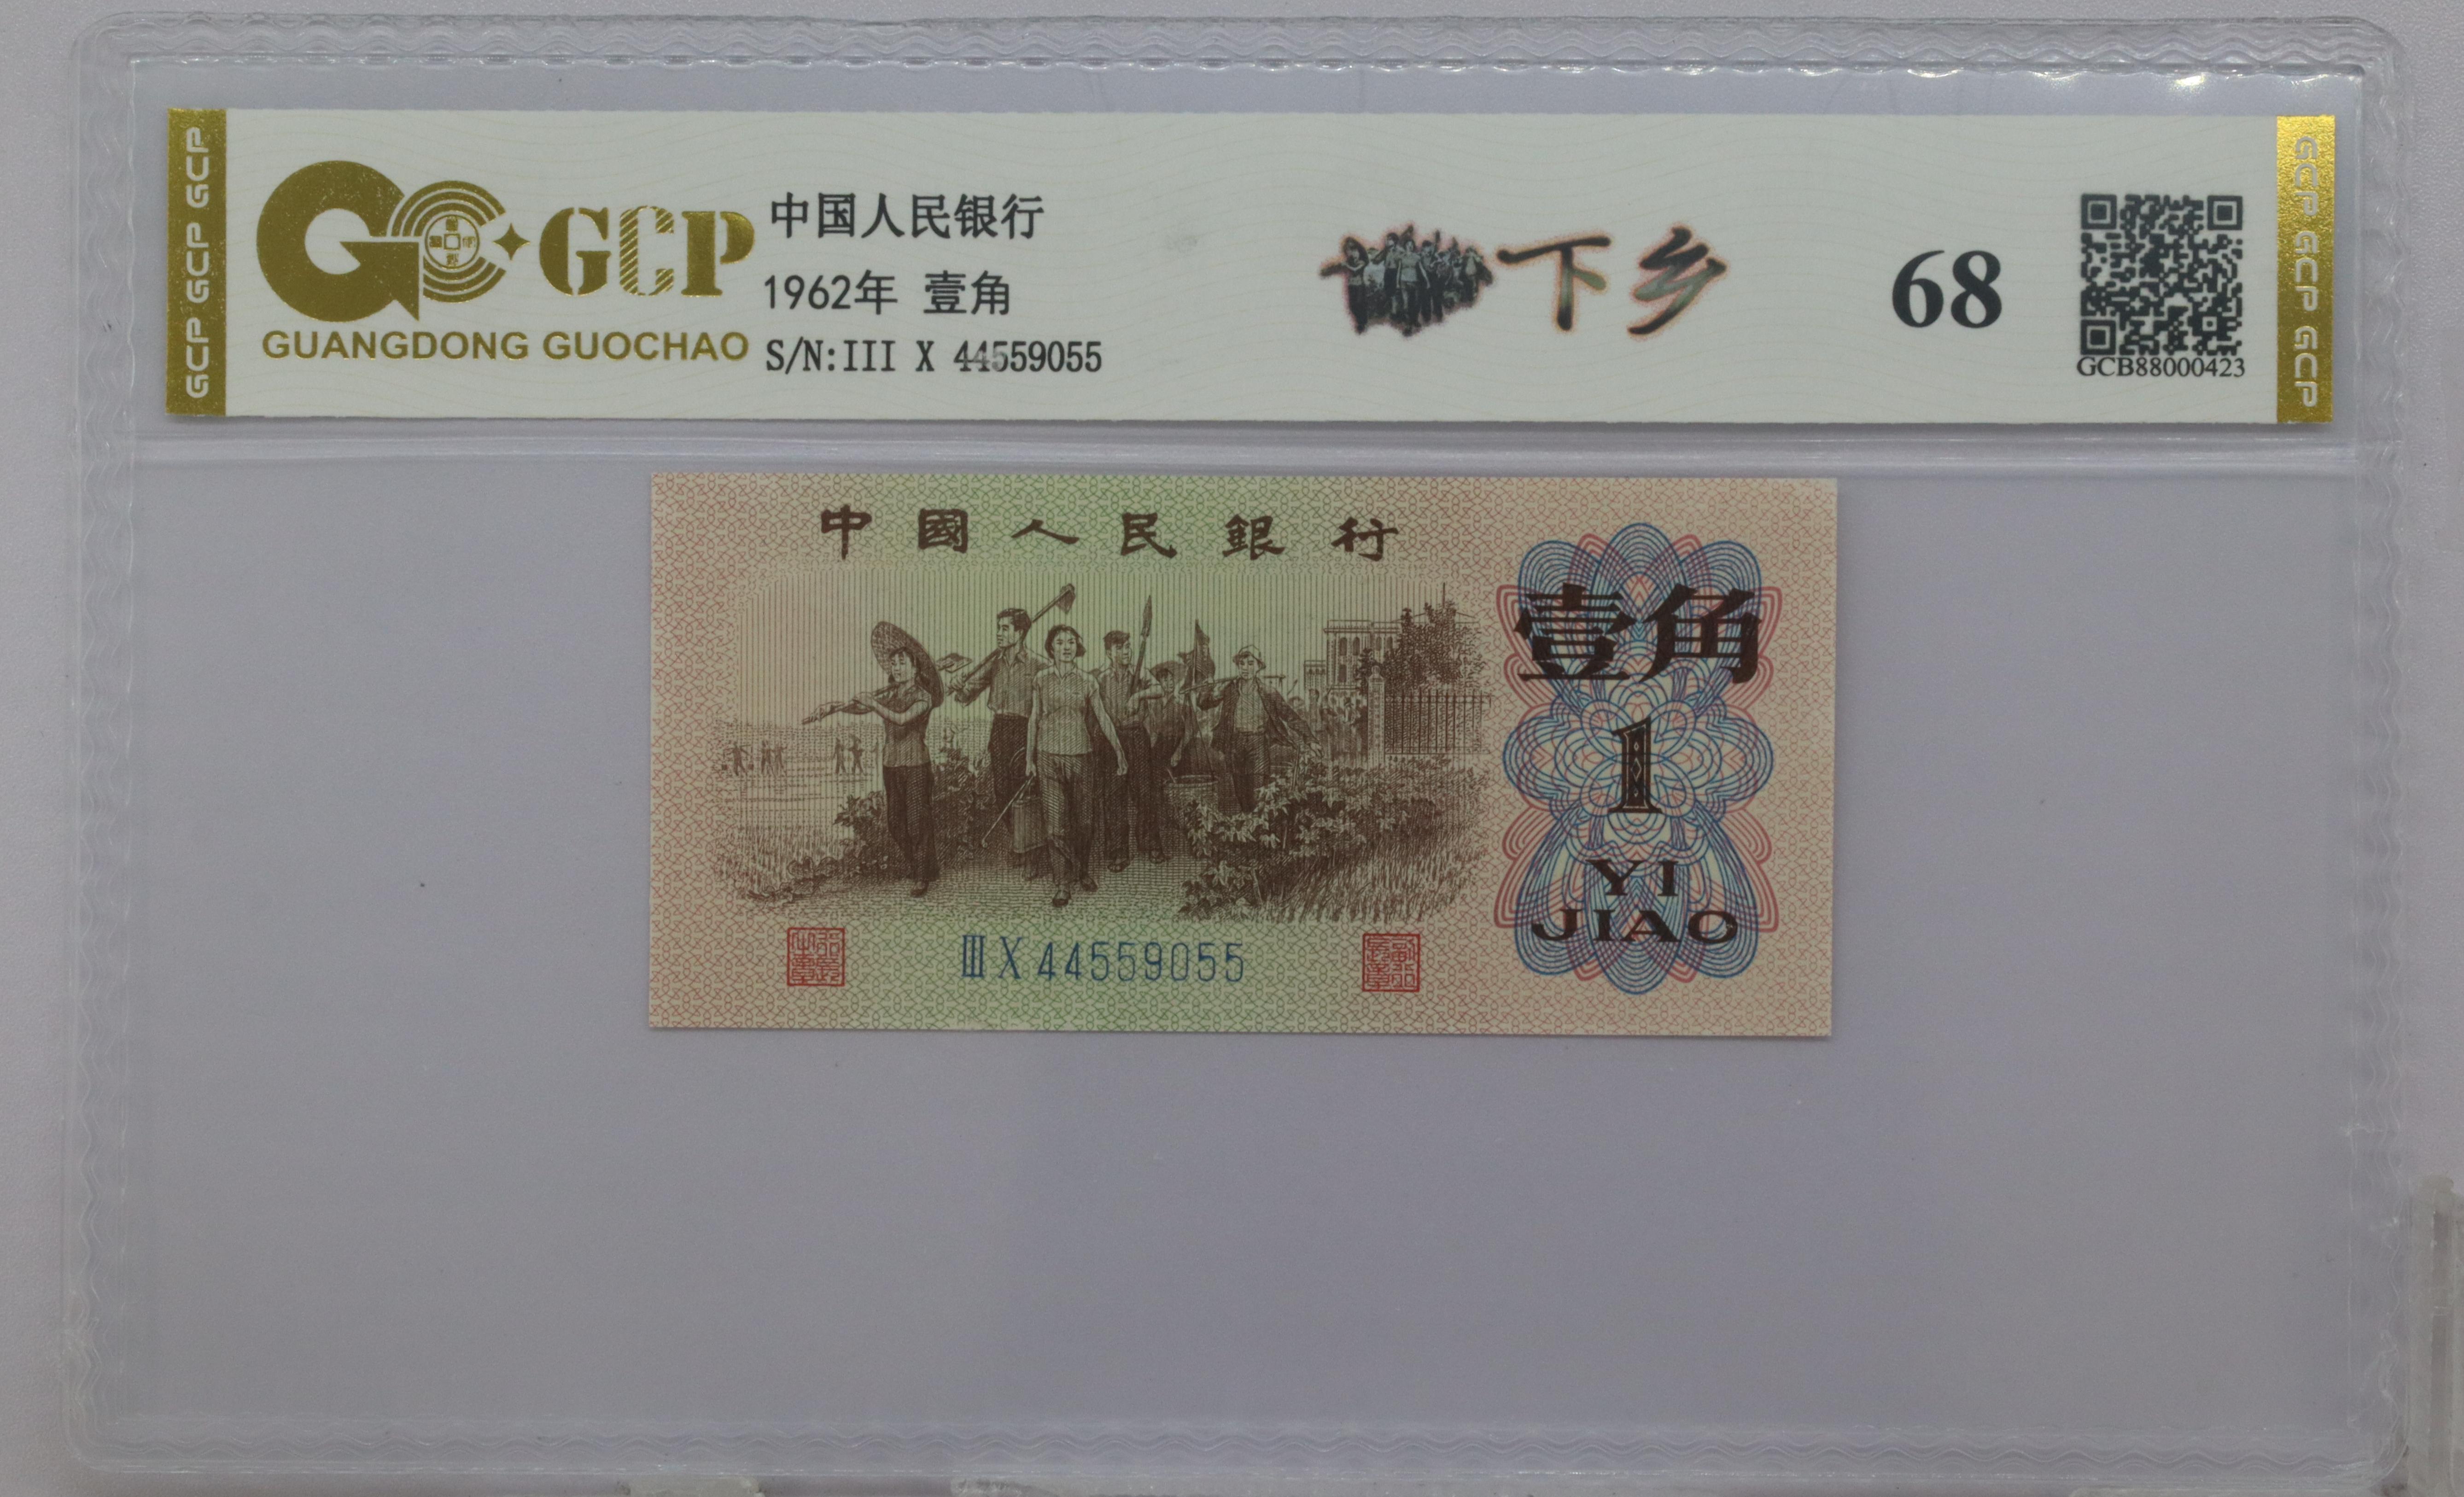 GCP GCP GCP
GCP
GUANGDONG GUOCHAO
中国人民银行
1962年 壹角
S/N:III X 44559055
下乡
68
GCB88000423
GCP GCP GCP
中國人民銀行
壹角
1
YI
JIAO
III X 44559055